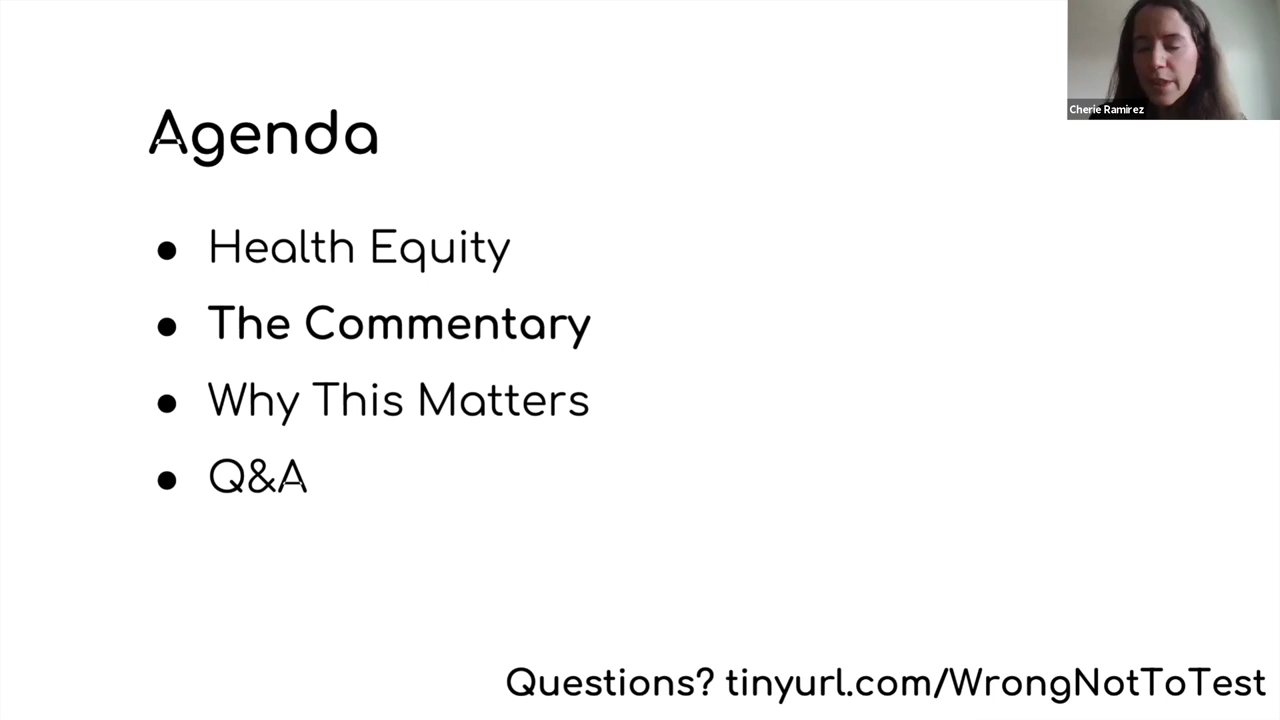 Cherie Ramirez
Agenda
● Health Equity
● The Commentary
● Why This Matters
● Q&A
Questions? tinyurl.com/WrongNotToTest